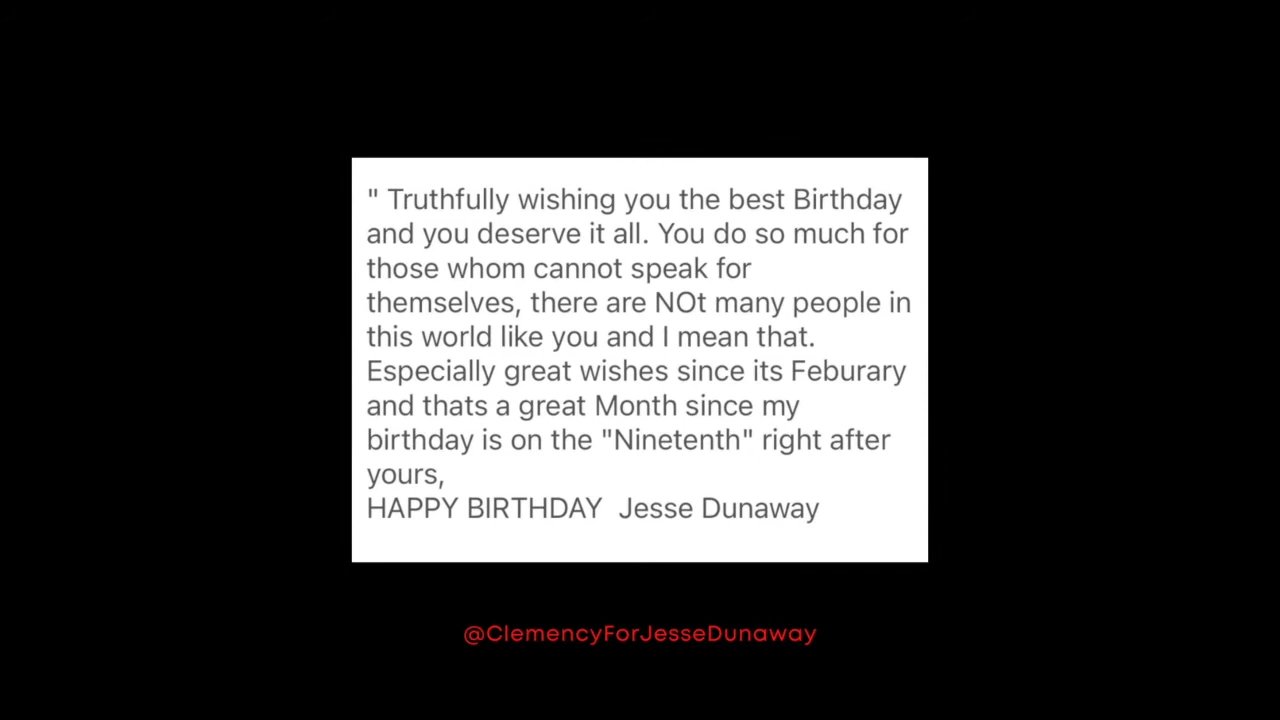 " Truthfully wishing you the best Birthday
and you deserve it all. You do so much for
those whom cannot speak for
themselves, there are NOt many people in
this world like you and I mean that.
Especially great wishes since its Feburary
and thats a great Month since my
birthday is on the "Ninetenth" right after
yours,
HAPPY BIRTHDAY  Jesse Dunaway
@ClemencyForJesseDunaway